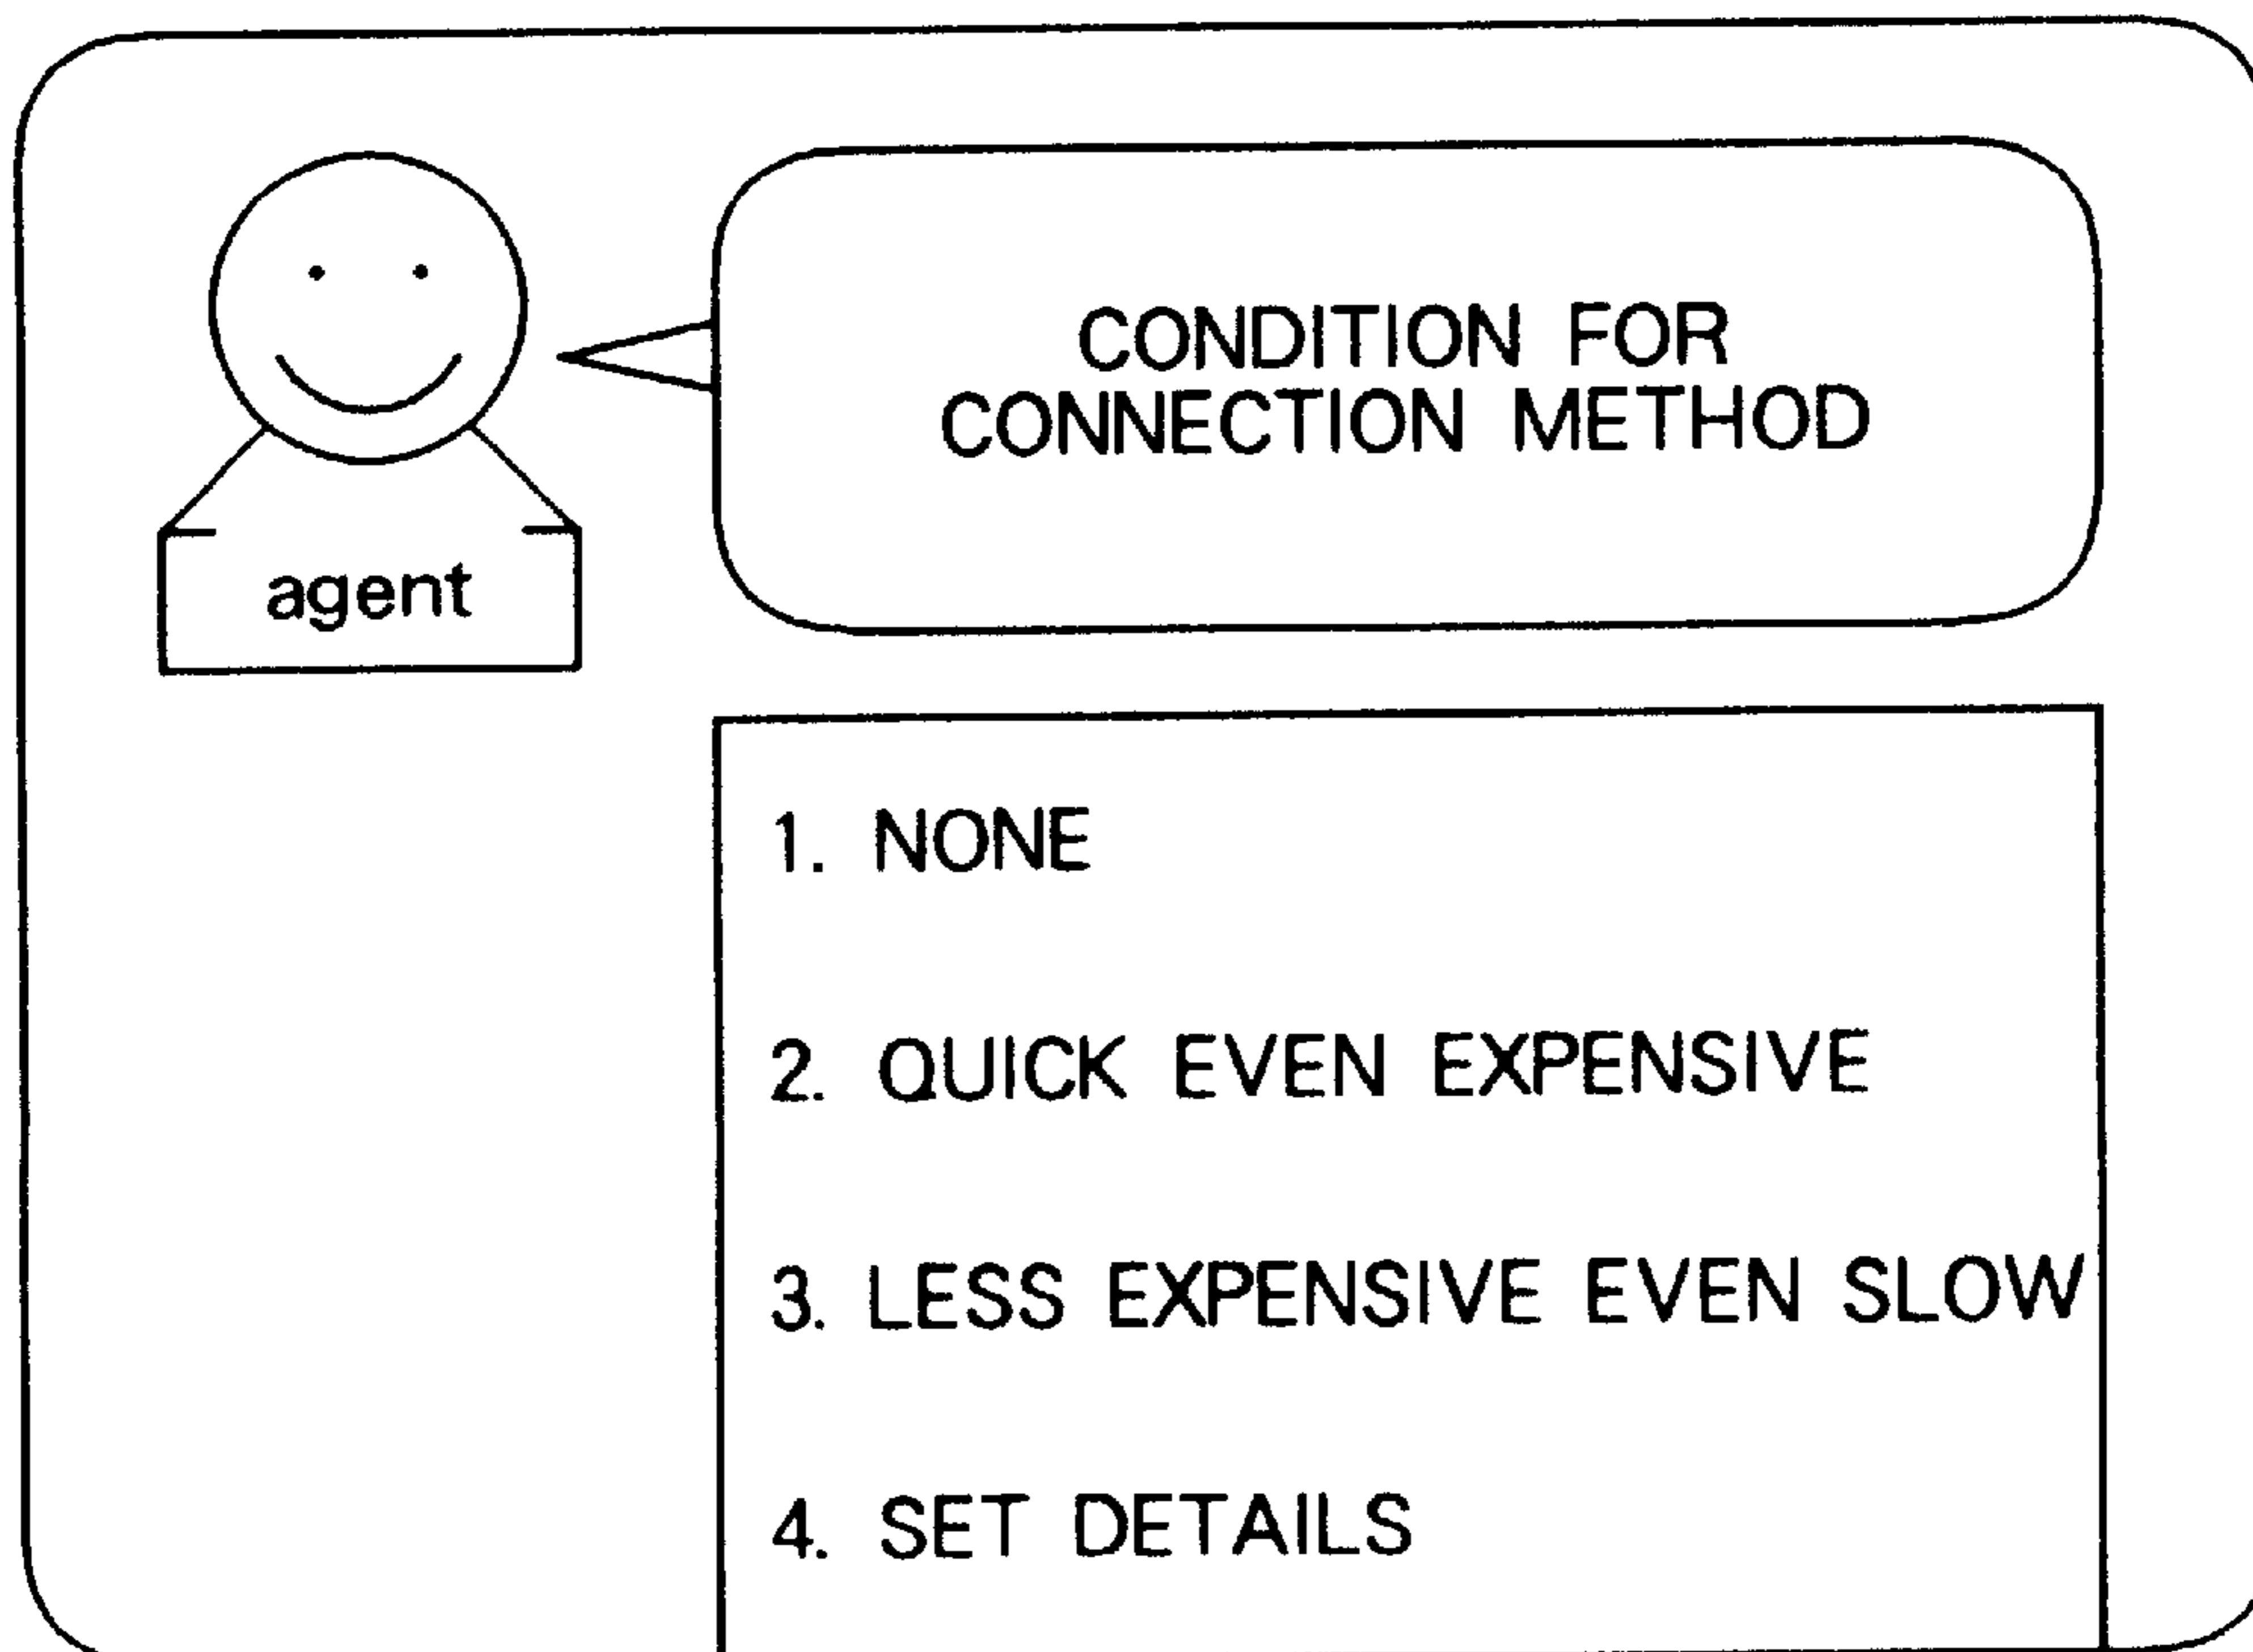 CONDITION FOR
CONNECTION METHOD
agent
1. NONE
2. QUICK EVEN EXPENSIVE
3. LESS EXPENSIVE EVEN SLOW
4. SET DETAILS